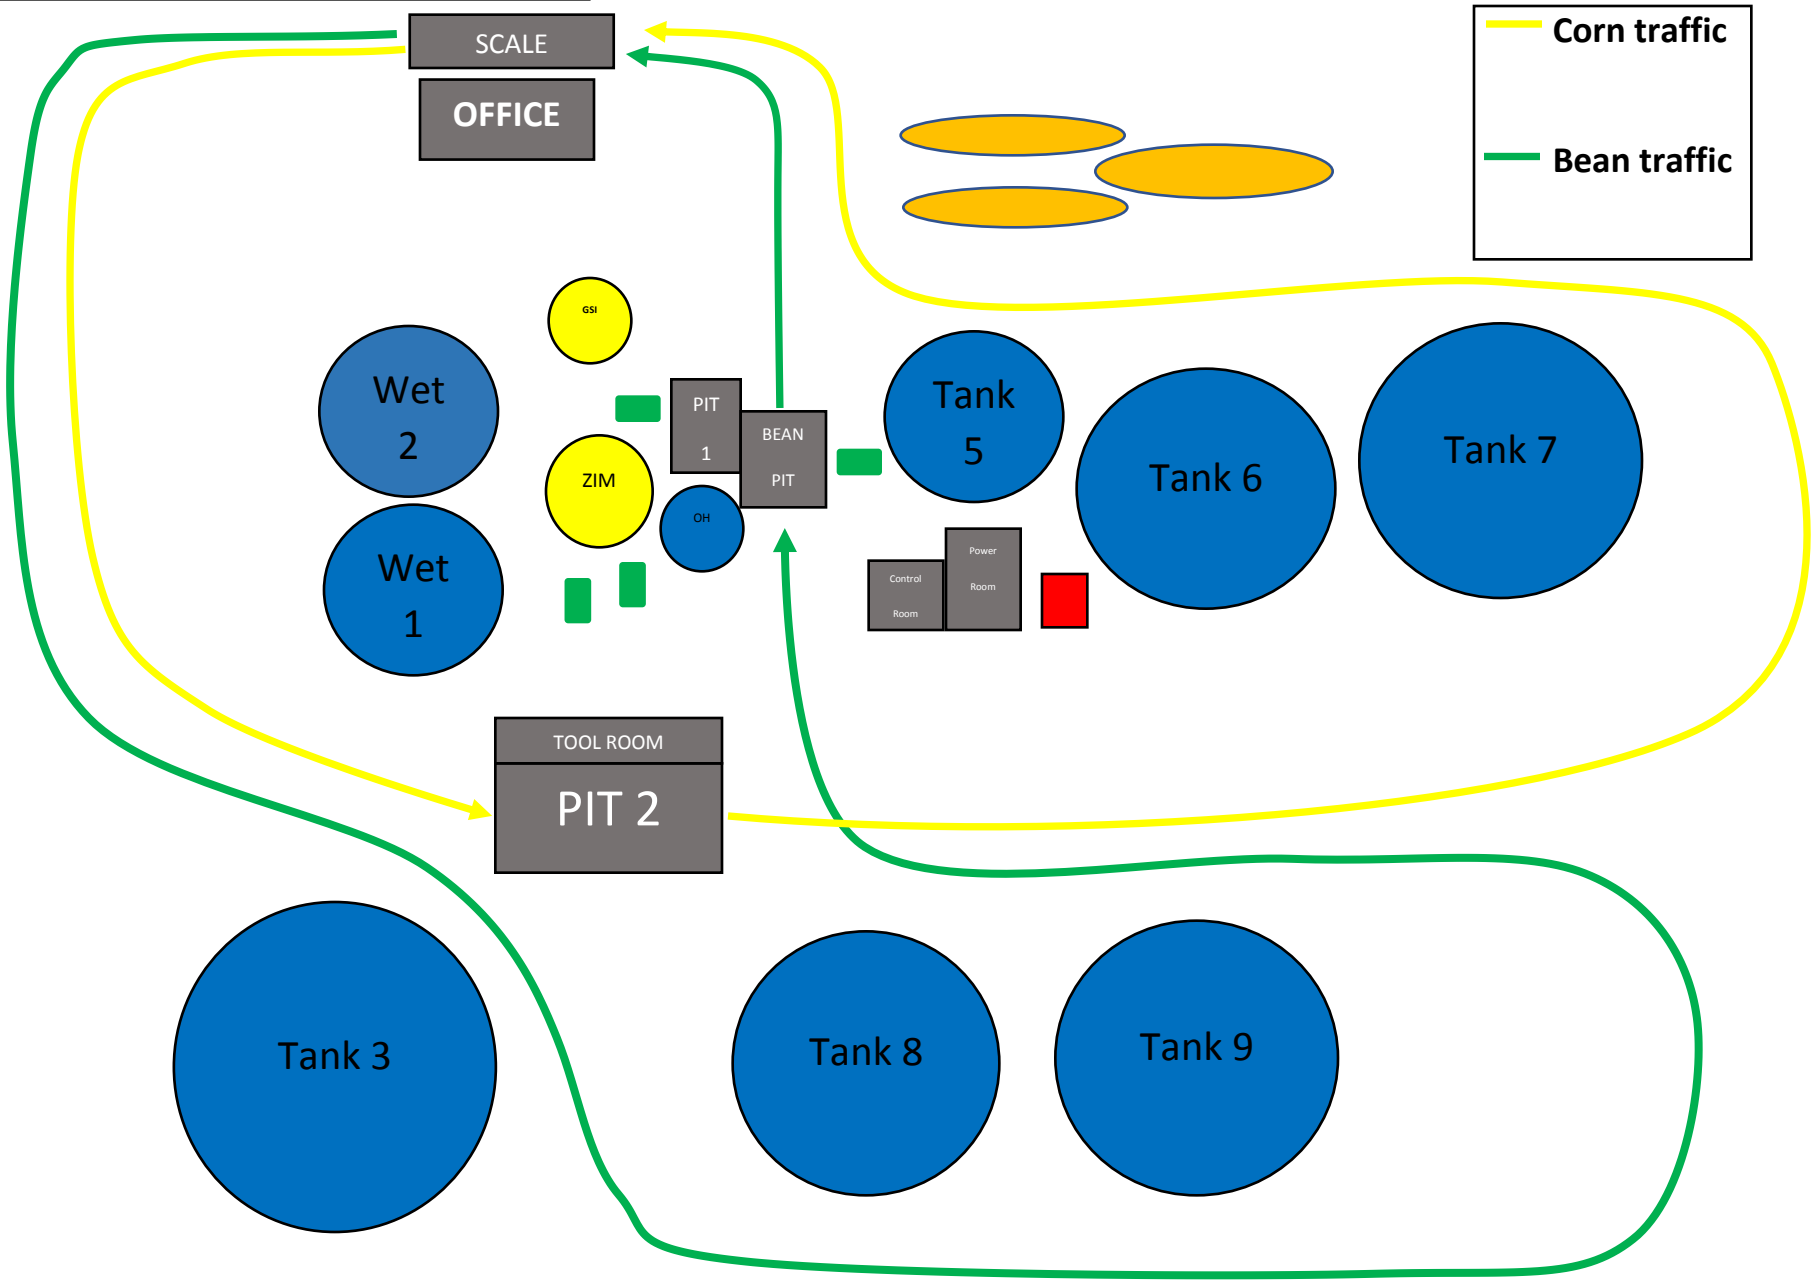 SCALE
OFFICE
Corn traffic
Bean traffic
GSI
Wet
2
PIT
1
BEAN
PIT
Tank
5
Tank 6
Tank 7
ZIM
OH
Wet
1
Control
Room
Power
Room
TOOL ROOM
PIT 2
Tank 3
Tank 8
Tank 9